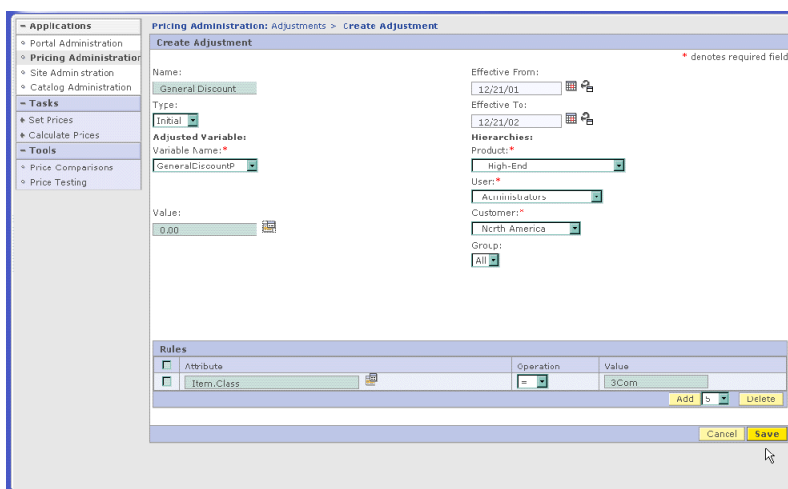 − Applications
Portal Administration
Pricing Administration
Site Administration
Catalog Administration
− Tasks
+ Set Prices
+ Calculate Prices
− Tools
Price Comparisons
Price Testing
Pricing Administration: Adjustments > Create Adjustment
Create Adjustment
* denotes required field
Name:
General Discount
Type:
Initial
Adjusted Variable:
Variable Name:*
GeneralDiscountP
Value:
0.00
Effective From:
12/21/01
Effective To:
12/21/02
Hierarchies:
Product:*
High-End
User:*
Administrators
Customer:*
North America
Group:
All
Rules
Attribute Operation Value
Item.Class = 3Com
Add 5 Delete
Cancel Save